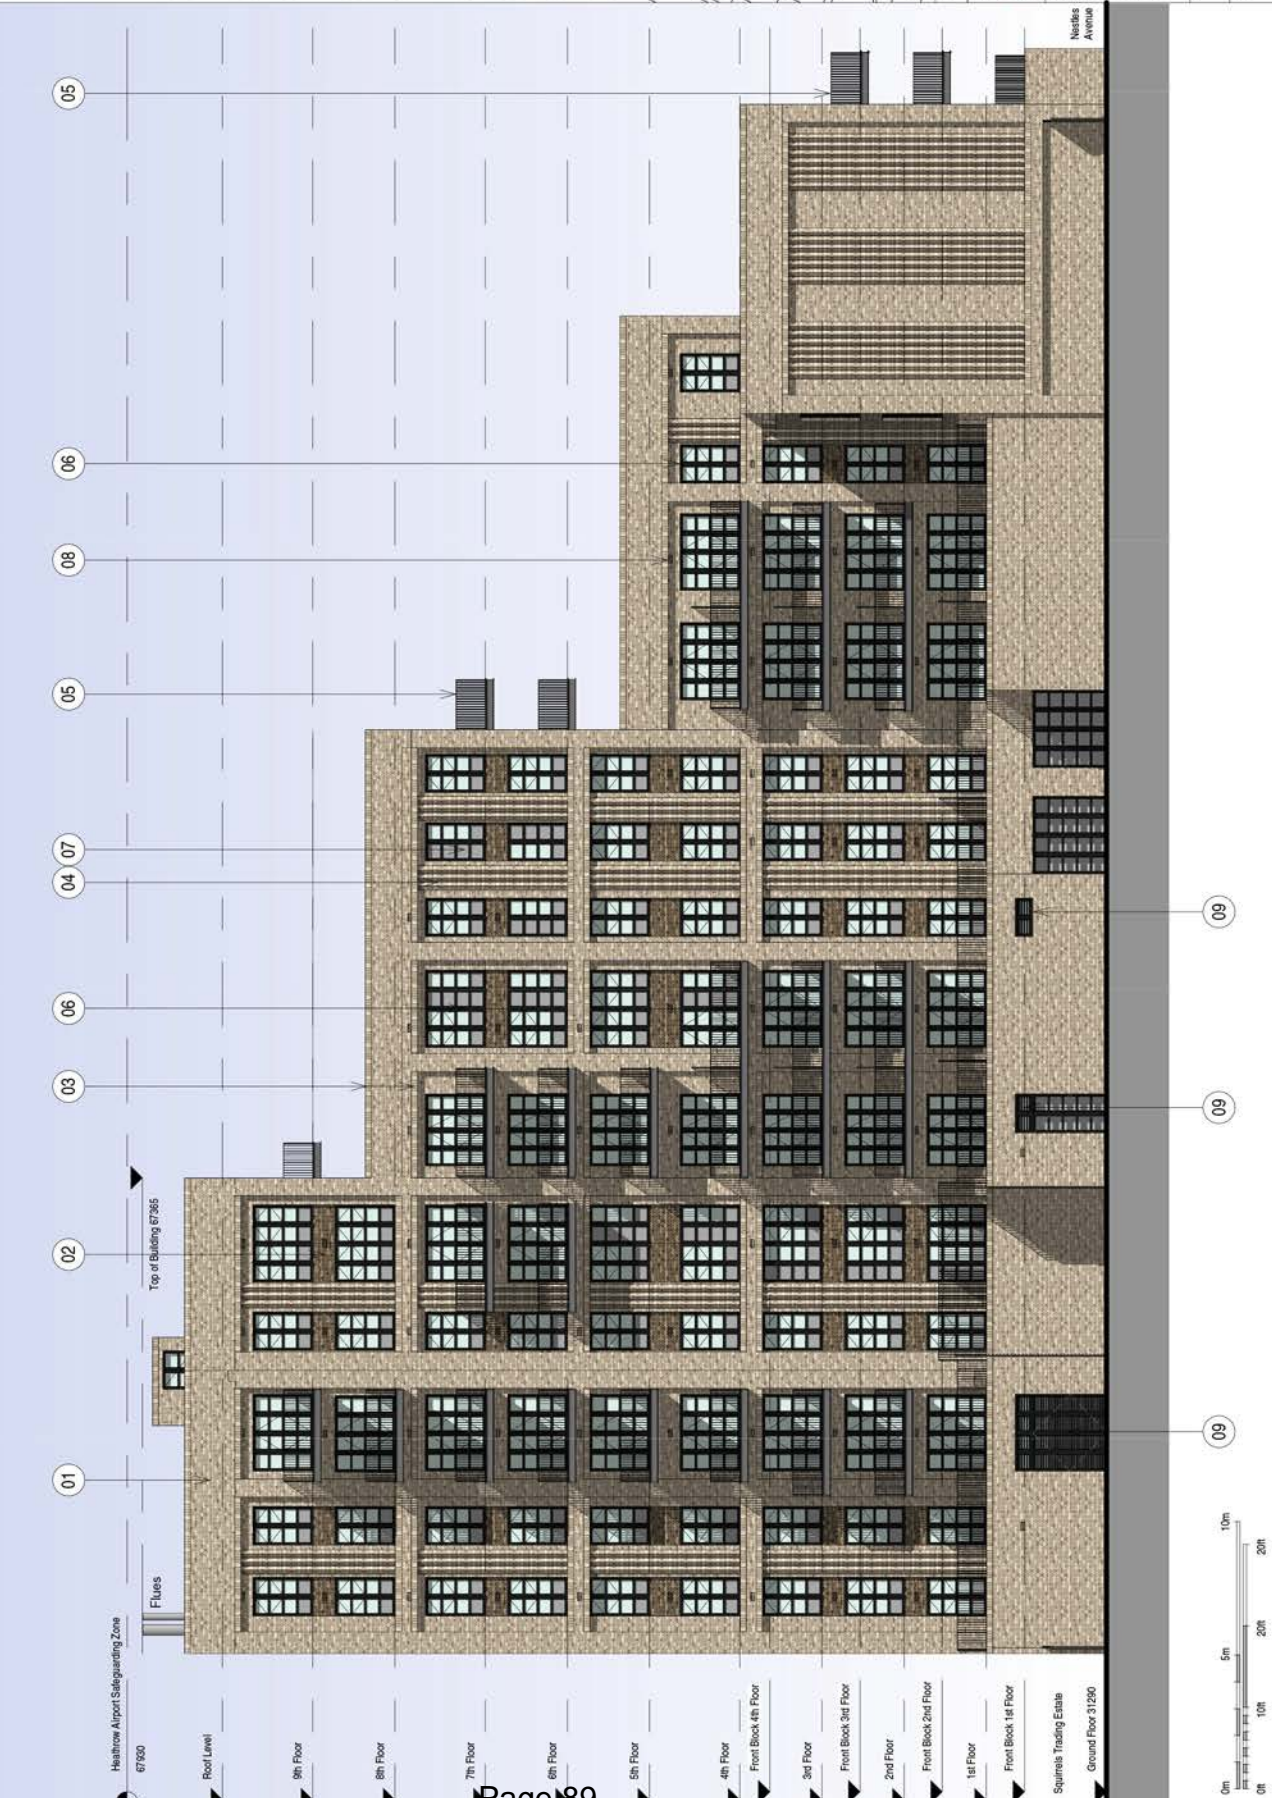 05
06
08
05
07
04
06
03
02
01
Nestles
Avenue
Top of Building 67365
Flues
Heathrow Airport Safeguarding Zone
67930
Roof Level
9th Floor
8th Floor
7th Floor
6th Floor
5th Floor
4th Floor
Front Block 4th Floor
3rd Floor
Front Block 3rd Floor
2nd Floor
Front Block 2nd Floor
1st Floor
Front Block 1st Floor
Squirrels Trading Estate
Ground Floor 31290
09
09
09
0m
5m
10m
0ft
10ft
20ft
20ft
Page 89